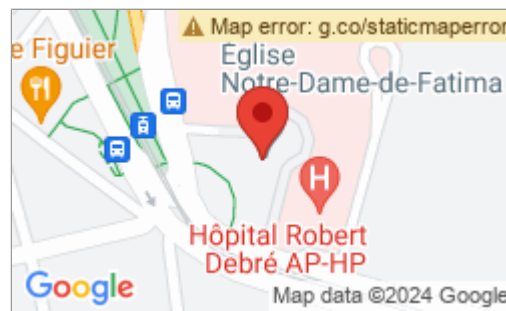 Map error: g.co/staticmaperror
e Figuier
Église
Notre-Dame-de-Fatima
H
Hôpital Robert
Debré AP-HP
Google
Map data ©2024 Google